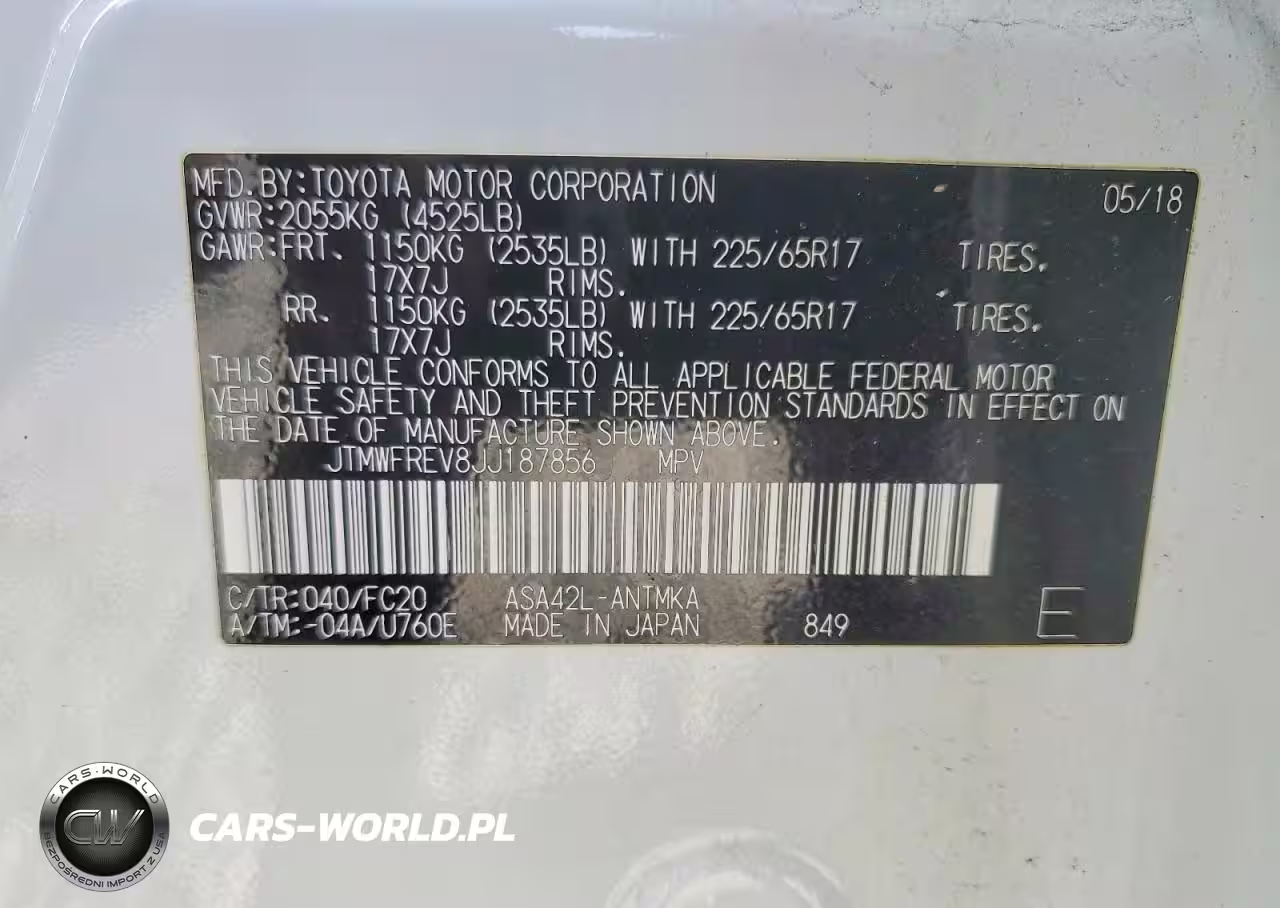 MFD.BY:TOYOTA MOTOR CORPORATION 05/18
GVWR:2055KG (4525LB)
GAWR:FRT. 1150KG (2535LB) WITH 225/65R17 TIRES.
17X7J RIMS.
RR. 1150KG (2535LB) WITH 225/65R17 TIRES.
17X7J RIMS.
THIS VEHICLE CONFORMS TO ALL APPLICABLE FEDERAL MOTOR
VEHICLE SAFETY AND THEFT PREVENTION STANDARDS IN EFFECT ON
THE DATE OF MANUFACTURE SHOWN ABOVE.
JTMWFREV8JJ187856 MPV
C/TR:040/FC20 ASA42L-ANTMKA
A/TM:-04A/U760E MADE IN JAPAN 849 E
CARS-WORLD
CW
BEZPOŚREDNI IMPORT Z USA
CARS-WORLD.PL